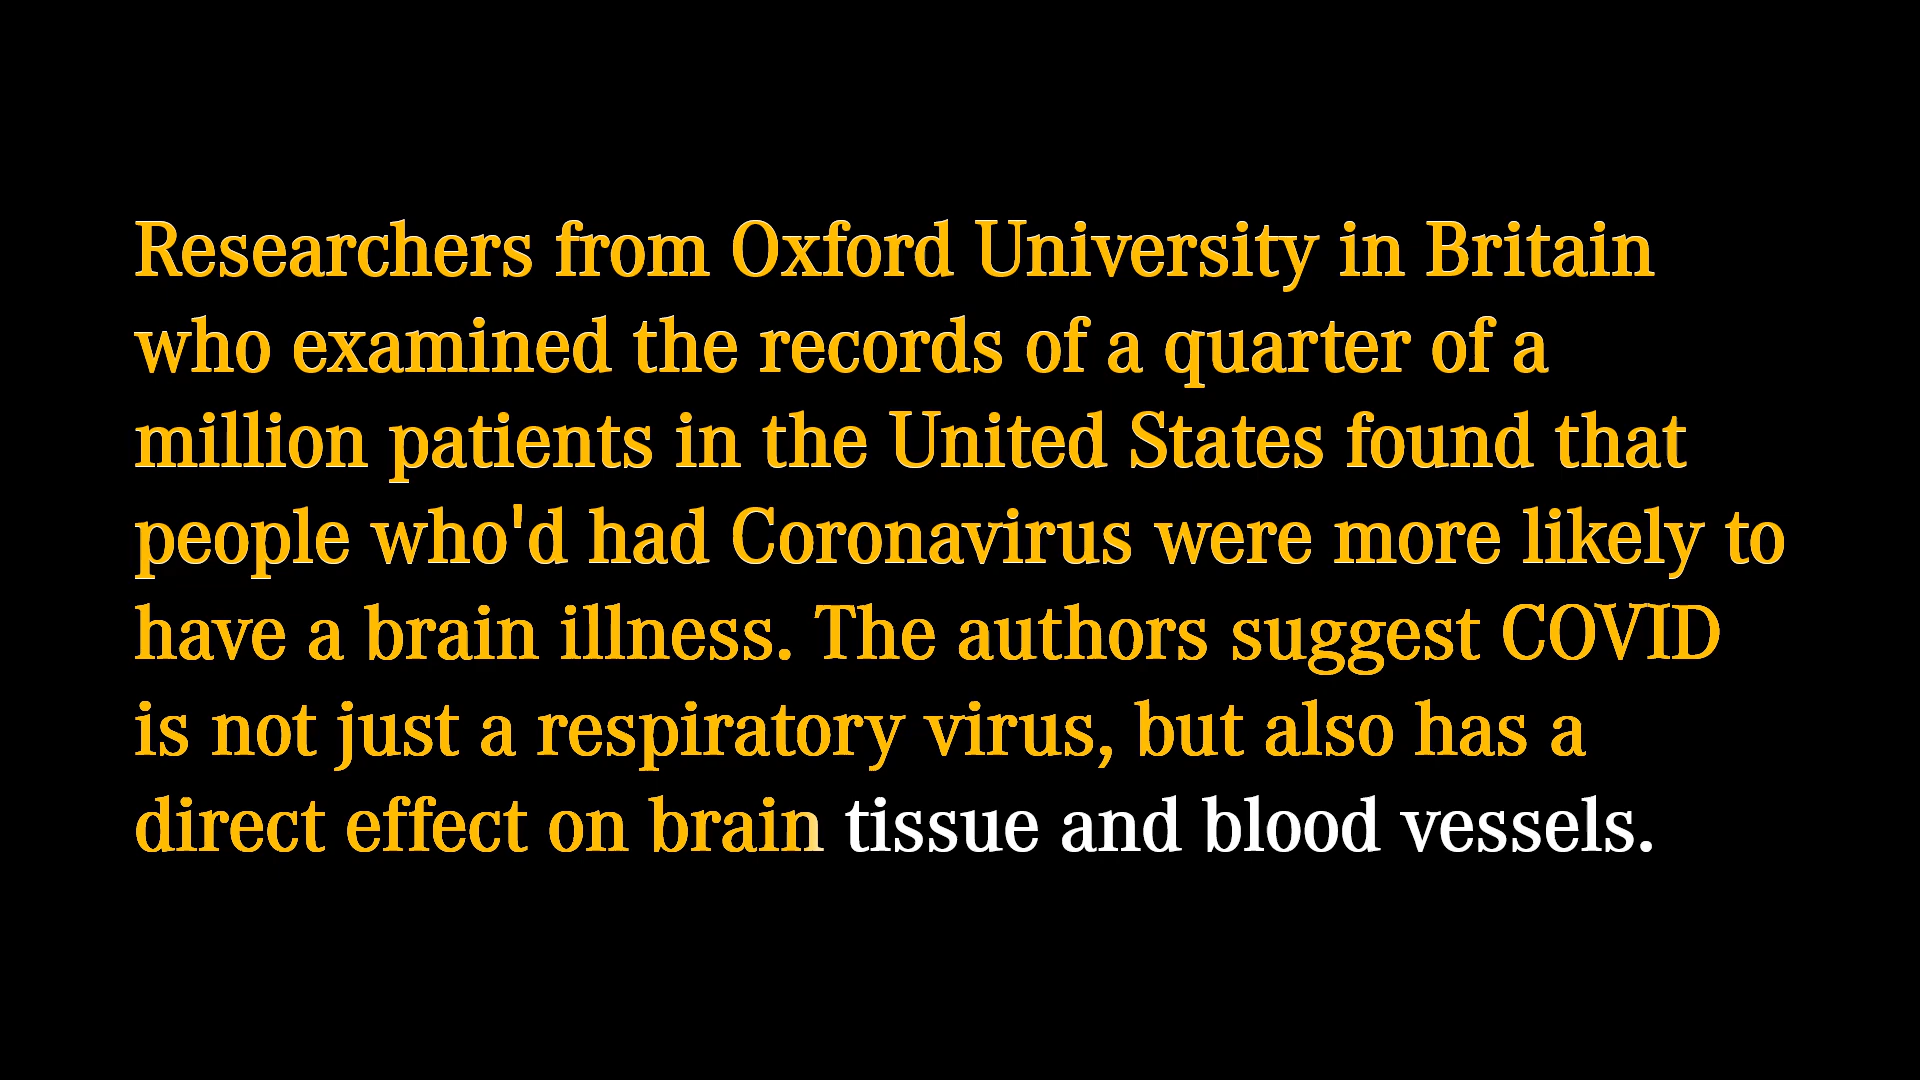 Researchers from Oxford University in Britain
who examined the records of a quarter of a
million patients in the United States found that
people who'd had Coronavirus were more likely to
have a brain illness. The authors suggest COVID
is not just a respiratory virus, but also has a
direct effect on brain tissue and blood vessels.